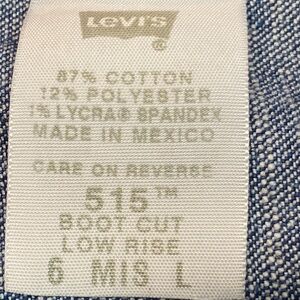 LEVI'S
®
87% COTTON
12% POLYESTER
1% LYCRA® SPANDEX
MADE IN MEXICO
CARE ON REVERSE
515™
BOOT CUT
LOW RISE
6 MIS L